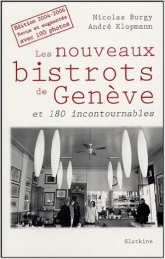 Nicolas Burgy
André Klopmann
Edition 2004-2006
Revue et augmentée
avec 100 photos
Les nouveaux
bistrots
de Genève
et 180 incontournables
Slatkine